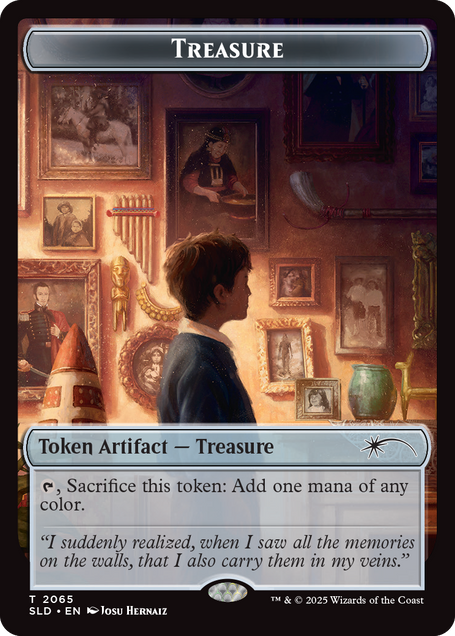 Treasure
Token Artifact — Treasure
, Sacrifice this token: Add one mana of any
color.
“I suddenly realized, when I saw all the memories
on the walls, that I also carry them in my veins.”
T 2065
SLD • EN Josu Hernaiz
™ & © 2025 Wizards of the Coast